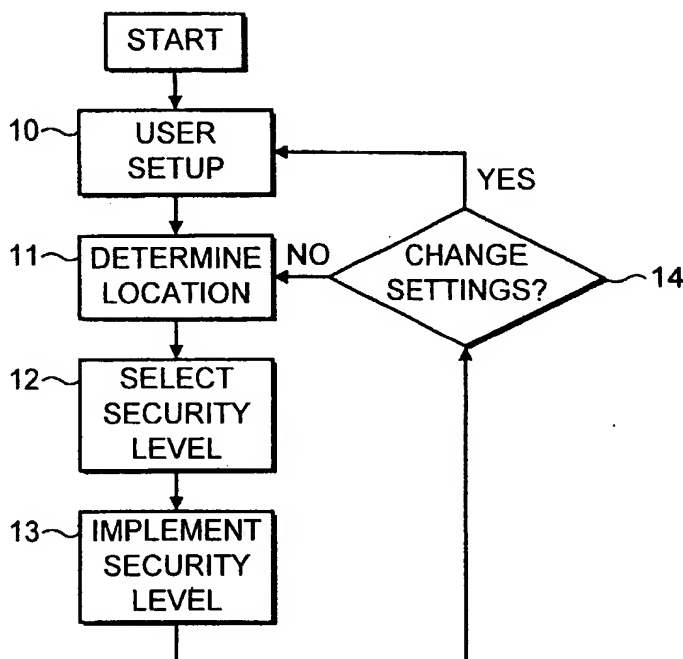 START
10
USER
SETUP
YES
11
DETERMINE
LOCATION
NO
CHANGE
SETTINGS?
14
12
SELECT
SECURITY
LEVEL
13
IMPLEMENT
SECURITY
LEVEL